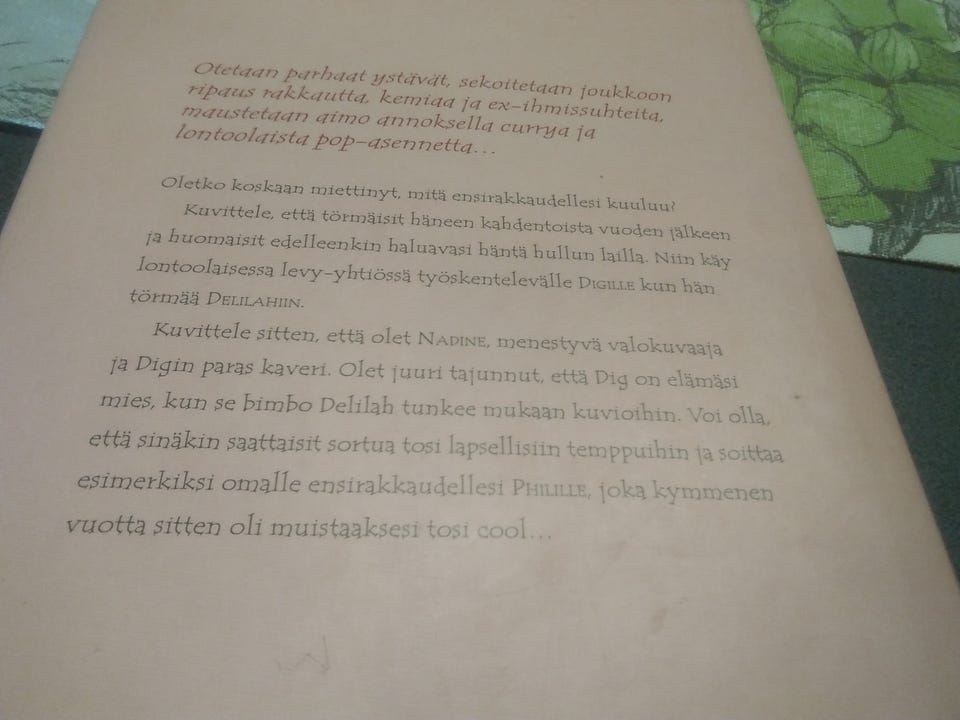 Otetaan parhaat ystävät, sekoitetaan joukkoon
ripaus rakkautta, kemiaa ja ex-ihmissuhteita,
maustetaan aimo annoksella currya ja
lontoolaista pop-asennetta...
Oletko koskaan miettinyt, mitä ensirakkaudellesi kuuluu?
Kuvittele, että törmäisit häneen kahdentoista vuoden jälkeen
ja huomaisit edelleenkin haluavasi häntä hullun lailla. Niin käy
lontoolaisessa levy-yhtiössä työskentelevälle DIGILLE kun hän
törmää DELILAHIIN.
Kuvittele sitten, että olet NADINE, menestyvä valokuvaaja
ja Digin paras kaveri. Olet juuri tajunnut, että Dig on elämäsi
mies, kun se bimbo Delilah tunkee mukaan kuvioihin. Voi olla,
että sinäkin saattaisit sortua tosi lapsellisiin temppuihin ja soittaa
esimerkiksi omalle ensirakkaudellesi PHILILLE, joka kymmenen
vuotta sitten oli muistaaksesi tosi cool...